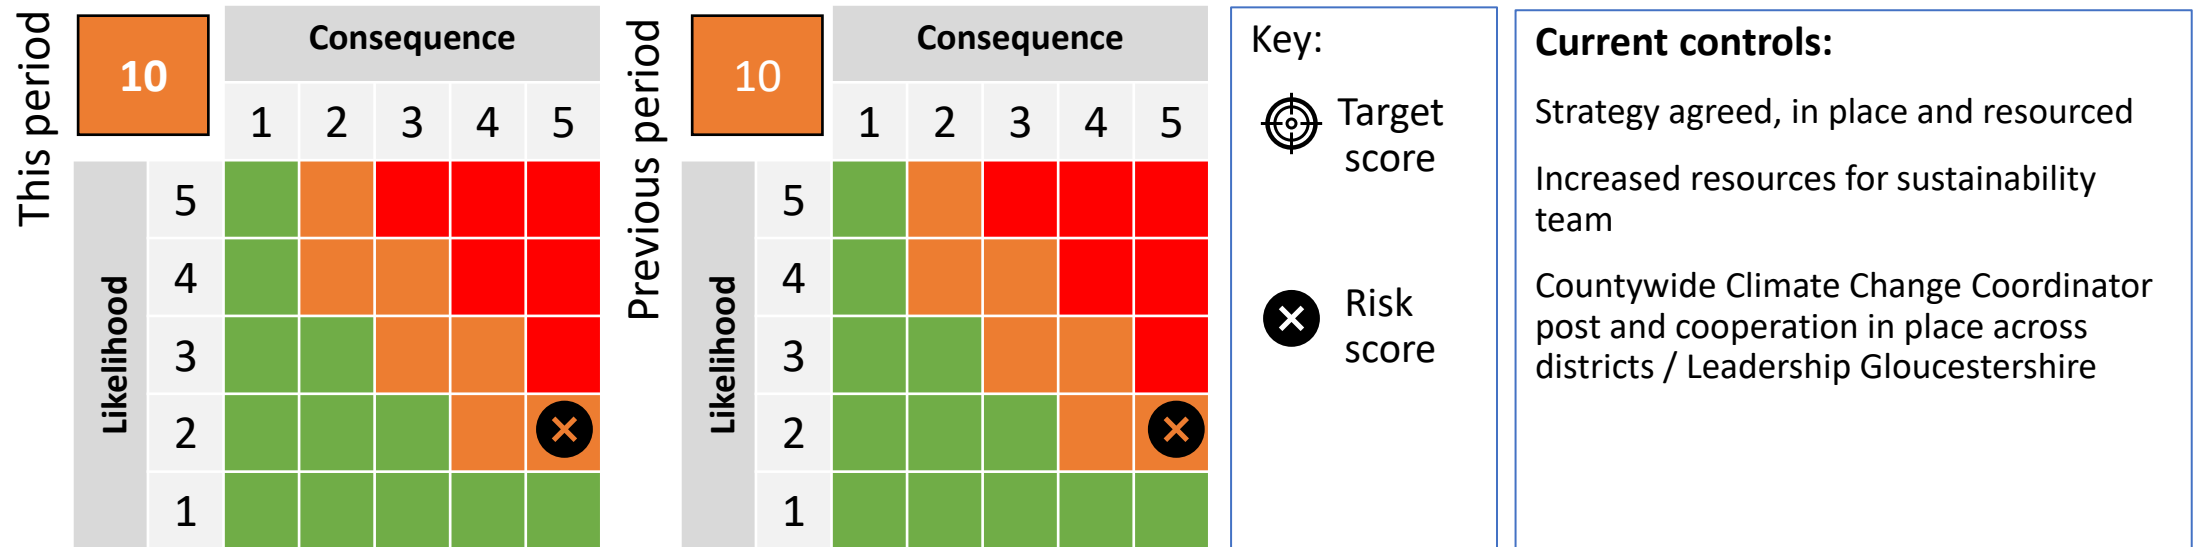 This period
10
Consequence
1 2 3 4 5
Likelihood
5
4
3
2
1
Previous period
10
Consequence
1 2 3 4 5
Likelihood
5
4
3
2
1
Key:
Target
score
Risk
score
Current controls:
Strategy agreed, in place and resourced
Increased resources for sustainability
team
Countywide Climate Change Coordinator
post and cooperation in place across
districts / Leadership Gloucestershire